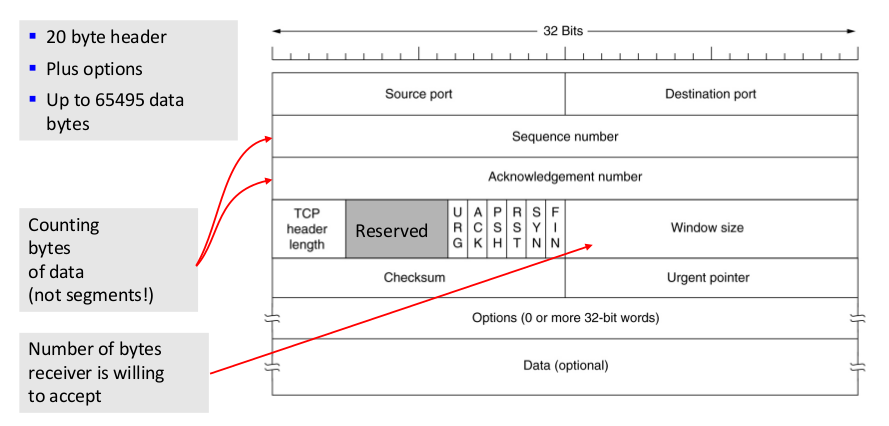 20 byte header
Plus options
Up to 65495 data
bytes
32 Bits
Source port
Destination port
Sequence number
Acknowledgement number
Counting
bytes
of data
(not segments!)
TCP
header
length
Reserved
URG
ACK
PSH
RST
SYN
FIN
Window size
Checksum
Urgent pointer
Options (0 or more 32-bit words)
Number of bytes
receiver is willing
to accept
Data (optional)